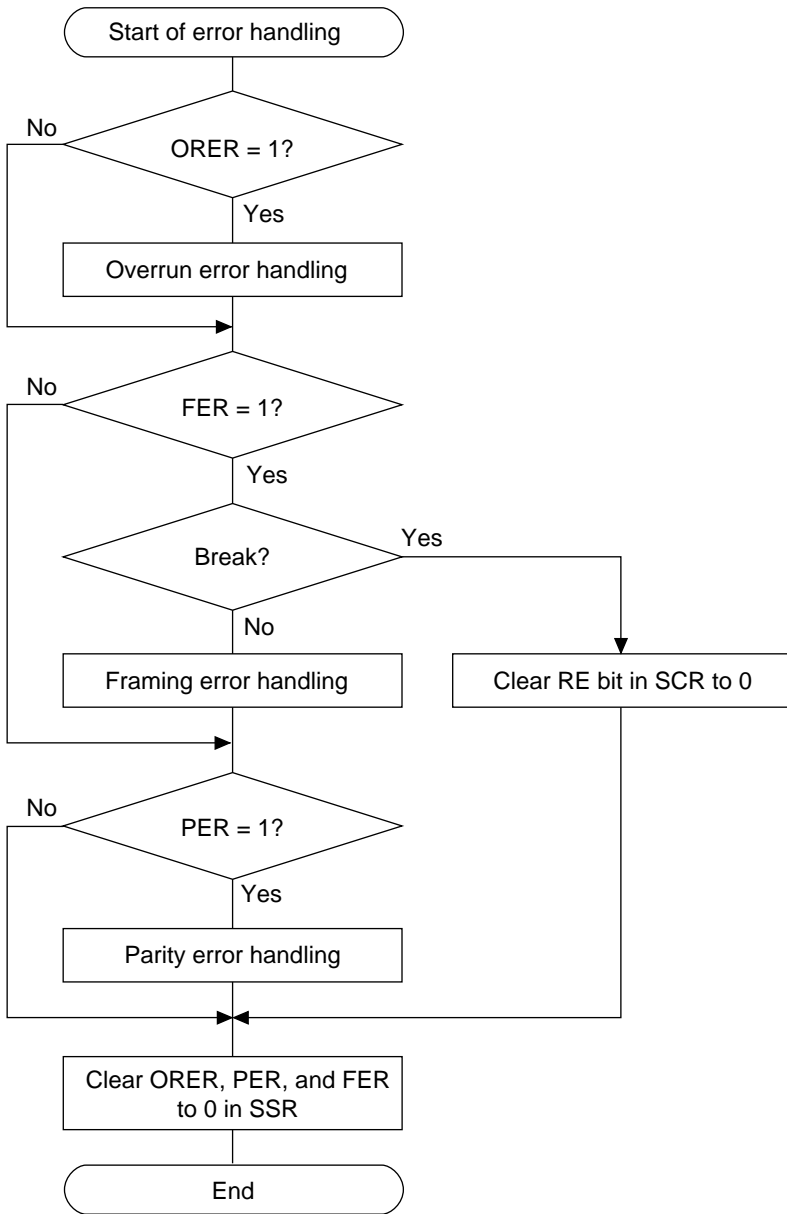 Start of error handling
No
ORER = 1?
Yes
Overrun error handling
No
FER = 1?
Yes
Break?
Yes
No
Framing error handling
Clear RE bit in SCR to 0
No
PER = 1?
Yes
Parity error handling
Clear ORER, PER, and FER
to 0 in SSR
End